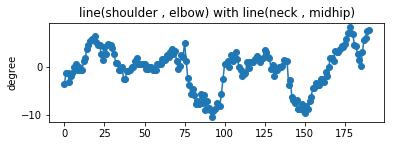 line(shoulder , elbow) with line(neck , midhip)
degree
0
−10
0 25 50 75 100 125 150 175